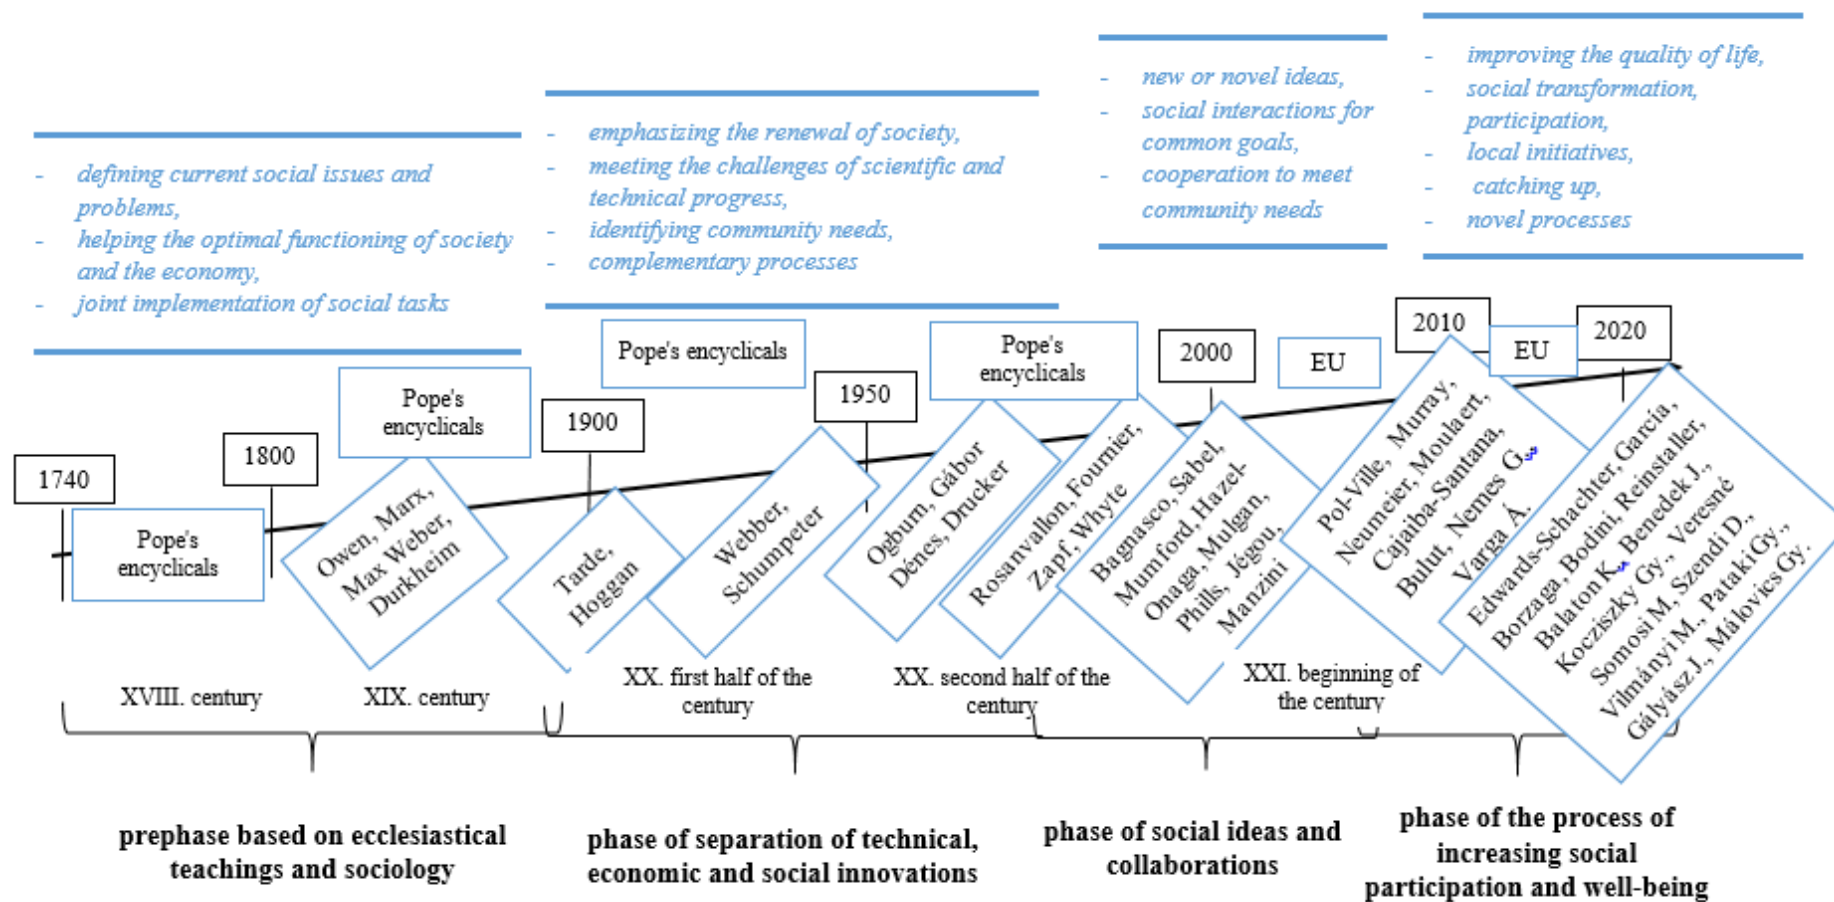 - defining current social issues and
problems,
- helping the optimal functioning of society
and the economy,
- joint implementation of social tasks
- emphasizing the renewal of society,
- meeting the challenges of scientific and
technical progress,
- identifying community needs,
- complementary processes
- new or novel ideas,
- social interactions for
common goals,
- cooperation to meet
community needs
- improving the quality of life,
- social transformation,
participation,
- local initiatives,
- catching up,
- novel processes
1740
Pope's
encyclicals
1800
Pope's
encyclicals
Owen, Marx,
Max Weber,
Durkheim
1900
Tarde,
Hoggan
Pope's encyclicals
Webber,
Schumpeter
1950
Ogburn, Gábor
Dénes, Drucker
Pope's
encyclicals
Rosanvallon, Fournier,
Zapf, Whyte
2000
Bagnasco, Sabel,
Mumford, Hazel-
Onaga, Mulgan,
Phills, Jégou,
Manzini
EU
2010
Pol-Ville, Murray,
Neumeier, Moulaert,
Cajaiba-Santana,
Bulut, Nemes G.,
Varga Á.
EU
2020
Edwards-Schachter, García,
Borzaga, Bodini, Reinstaller,
Balaton K., Benedek J.,
Kocziszky Gy., Veresné
Somosi M, Szendi D.,
Vilmányi M., Pataki Gy.,
Gályász J., Málovics Gy.
XVIII. century
XIX. century
XX. first half of the
century
XX. second half of the
century
XXI. beginning of
the century
prephase based on ecclesiastical
teachings and sociology
phase of separation of technical,
economic and social innovations
phase of social ideas and
collaborations
phase of the process of
increasing social
participation and well-being